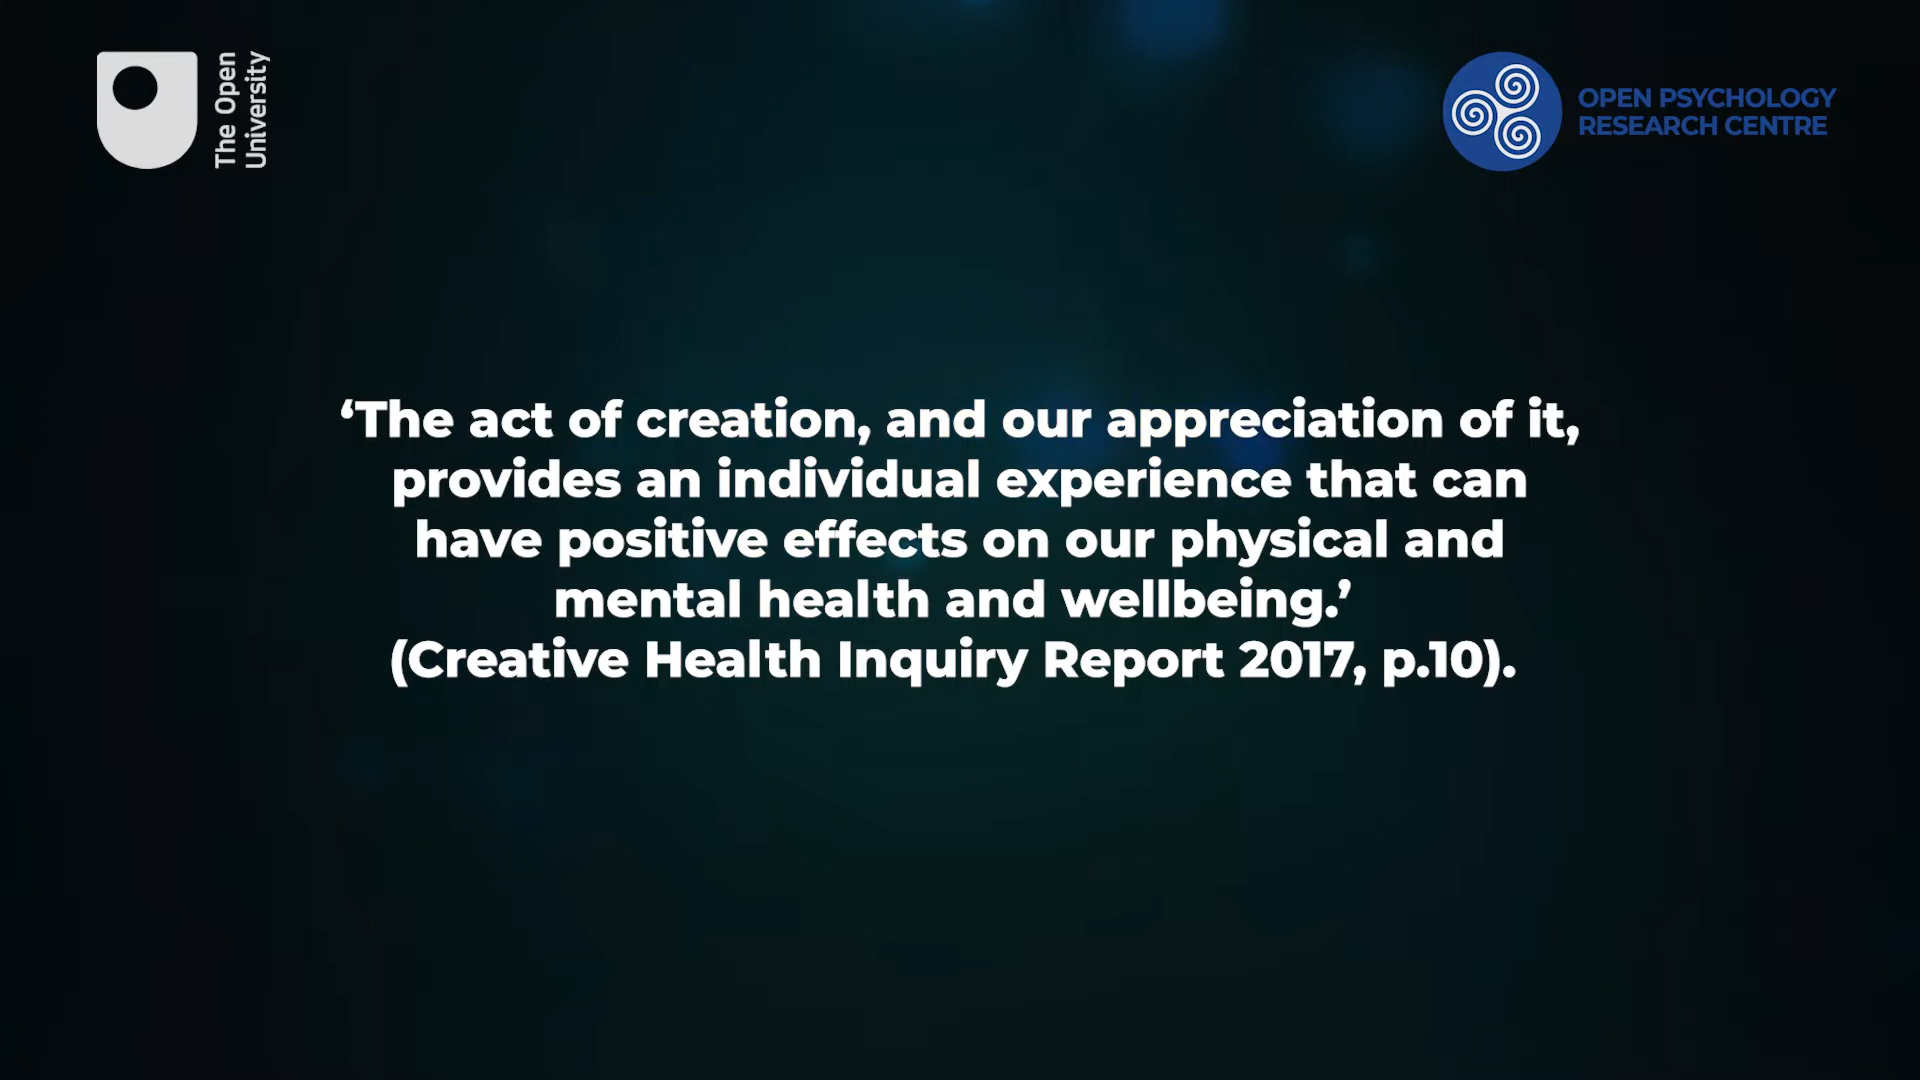 The Open
University
OPEN PSYCHOLOGY
RESEARCH CENTRE
‘The act of creation, and our appreciation of it,
provides an individual experience that can
have positive effects on our physical and
mental health and wellbeing.’
(Creative Health Inquiry Report 2017, p.10).